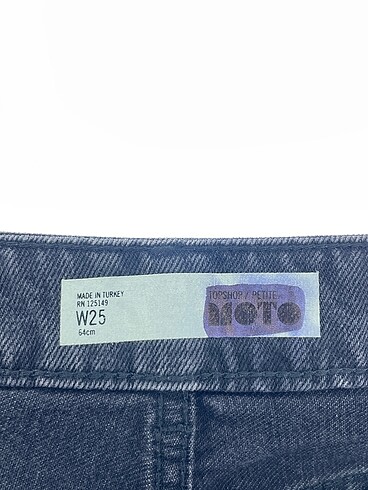 MADE IN TURKEY
RN 125149
W25
64cm
TOPSHOP / PETITE
MOTO